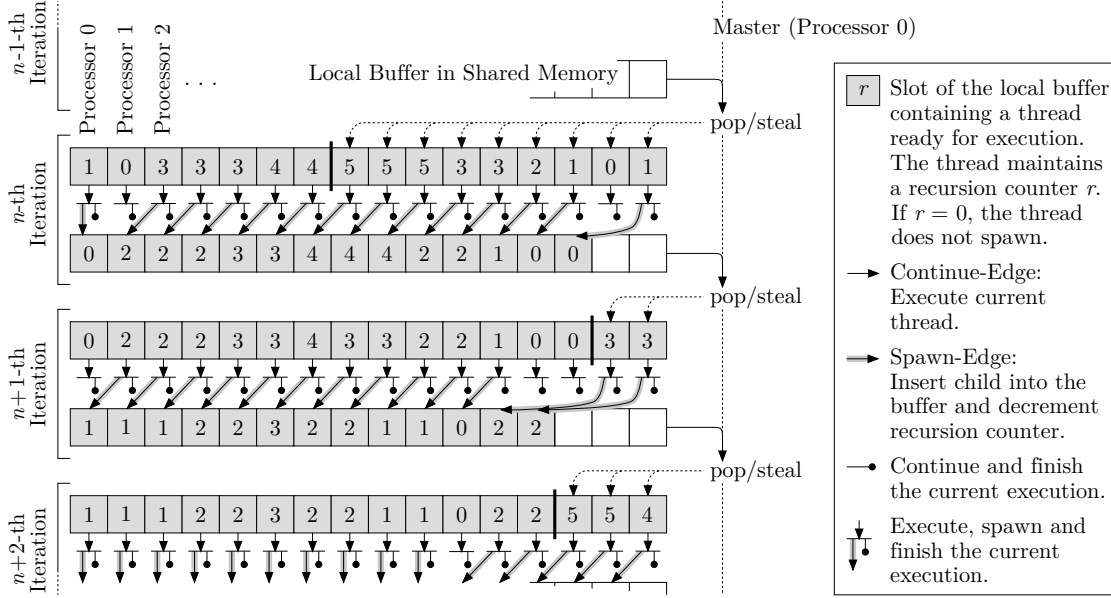 n-1-th
Iteration
Processor 0
Processor 1
Processor 2
. . .
Local Buffer in Shared Memory
Master (Processor 0)
pop/steal
n-th
Iteration
1 0 3 3 3 4 4 5 5 5 3 3 2 1 0 1
0 2 2 2 3 3 4 4 4 2 2 1 0 0
pop/steal
n+1-th
Iteration
0 2 2 2 3 3 4 3 3 2 2 1 0 0 3 3
1 1 1 2 2 3 2 2 1 1 0 2 2
pop/steal
n+2-th
Iteration
1 1 1 2 2 3 2 2 1 1 0 2 2 5 5 4
r Slot of the local buffer
containing a thread
ready for execution.
The thread maintains
a recursion counter r.
If r = 0, the thread
does not spawn.
Continue-Edge:
Execute current
thread.
Spawn-Edge:
Insert child into the
buffer and decrement
recursion counter.
Continue and finish
the current execution.
Execute, spawn and
finish the current
execution.